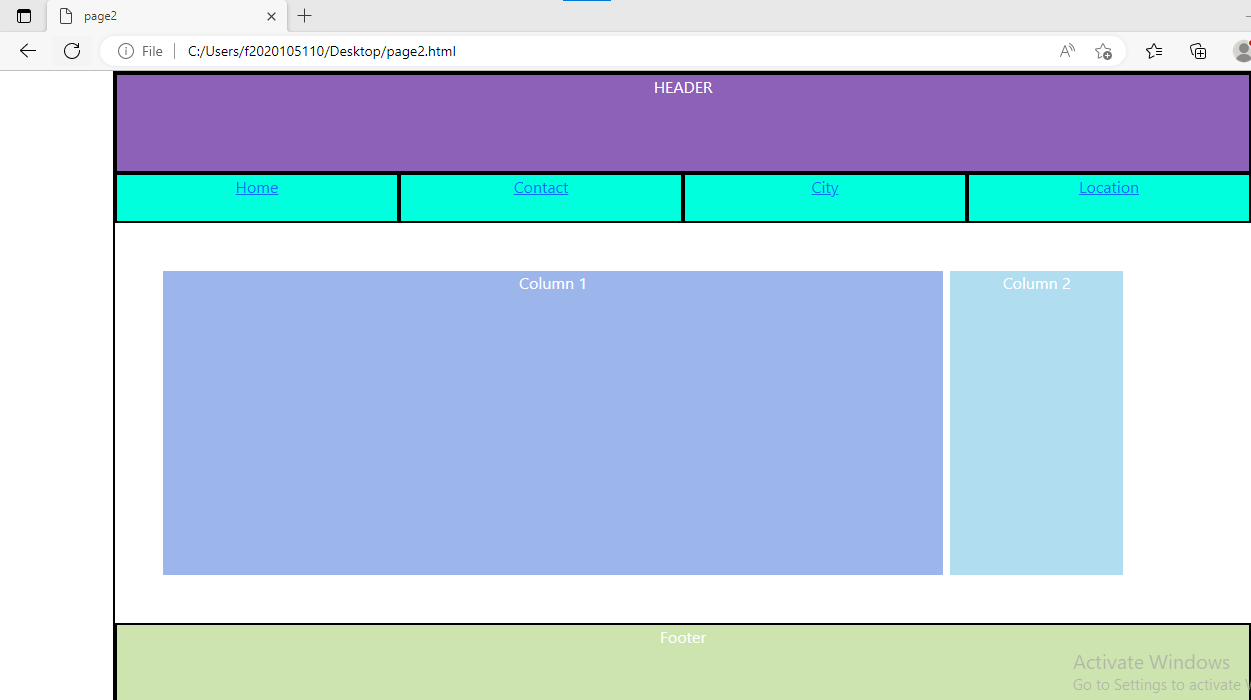 page2
File
C:/Users/f2020105110/Desktop/page2.html
HEADER
Home
Contact
City
Location
Column 1
Column 2
Footer
Activate Windows
Go to Settings to activate